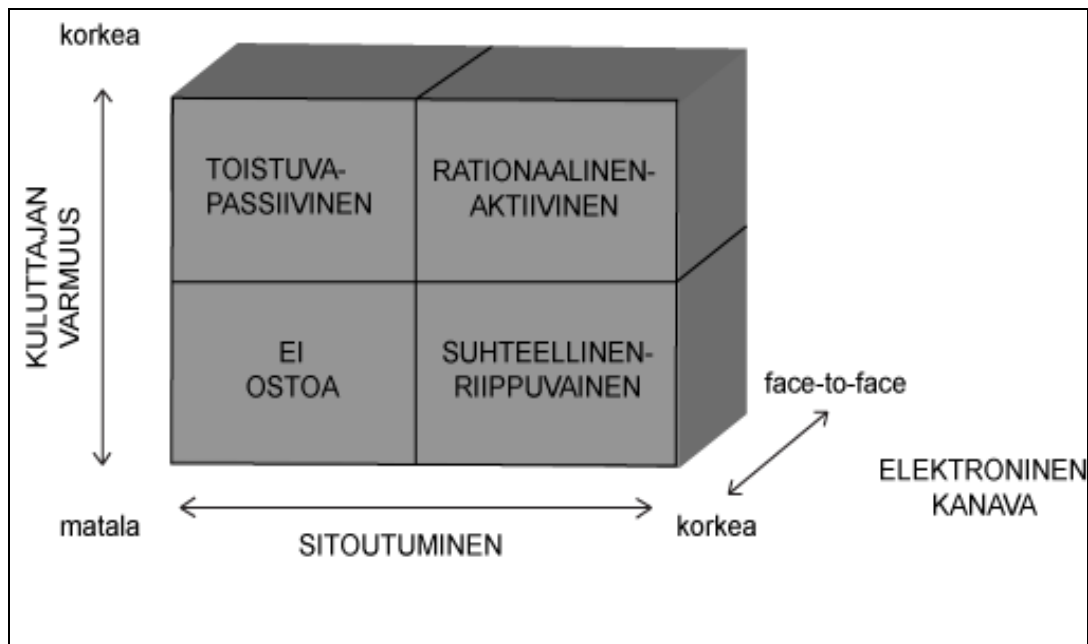 korkea
KULUTTAJAN
VARMUUS
TOISTUVA-
PASSIIVINEN
RATIONAALINEN-
AKTIIVINEN
EI
OSTOA
SUHTEELLINEN-
RIIPPUVAINEN
face-to-face
ELEKTRONINEN
KANAVA
matala
SITOUTUMINEN
korkea